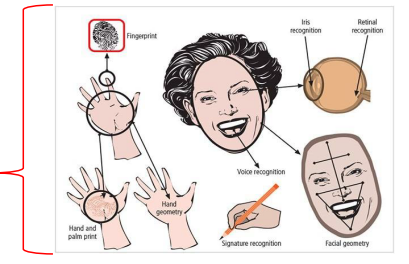 Fingerprint
Iris
recognition
Retinal
recognition
Voice recognition
Hand and
palm print
Hand
geometry
Signature recognition
Facial geometry